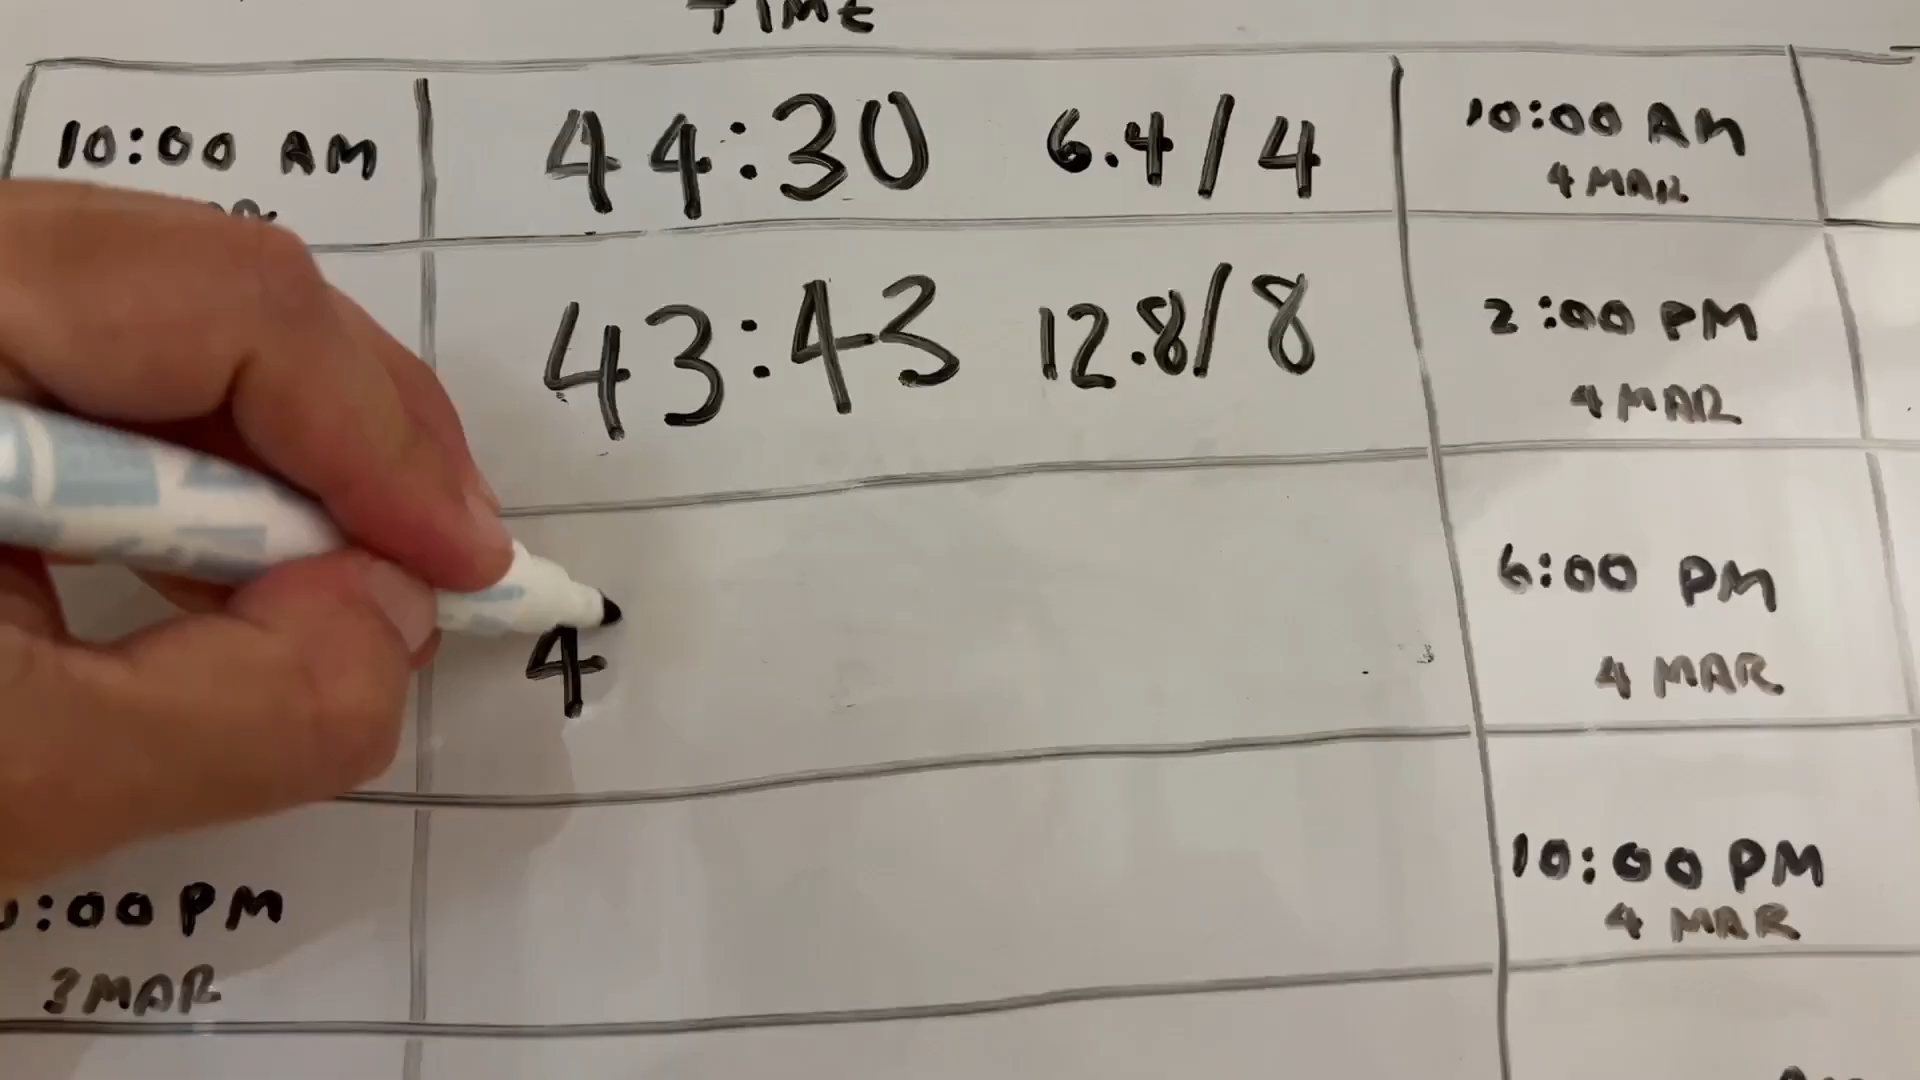 TIME
10:00 AM 44:30 6.4/4 10:00 AM
4 MAR
43:43 12.8/8 2:00 PM
4 MAR
4 6:00 PM
4 MAR
:00 PM 10:00 PM
3 MAR 4 MAR